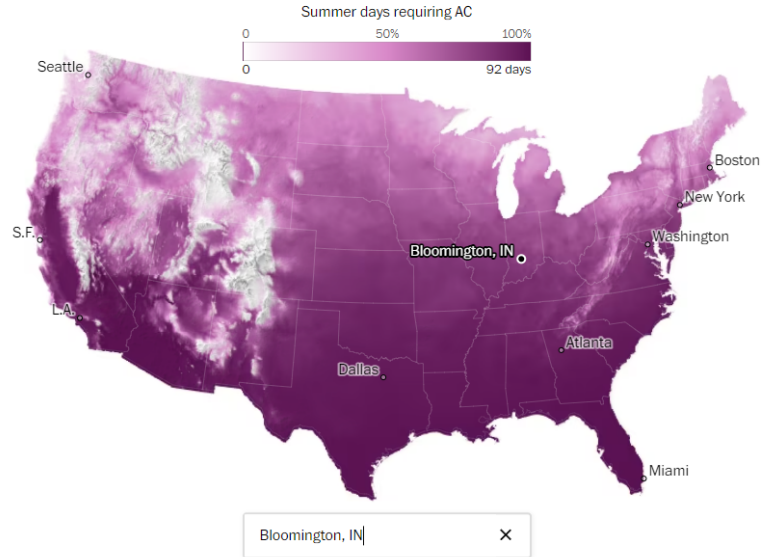 Summer days requiring AC
0 50% 100%
0 92 days
Seattle
Boston
New York
S.F.
Washington
Bloomington, IN
L.A.
Atlanta
Dallas
Miami
Bloomington, IN ✕